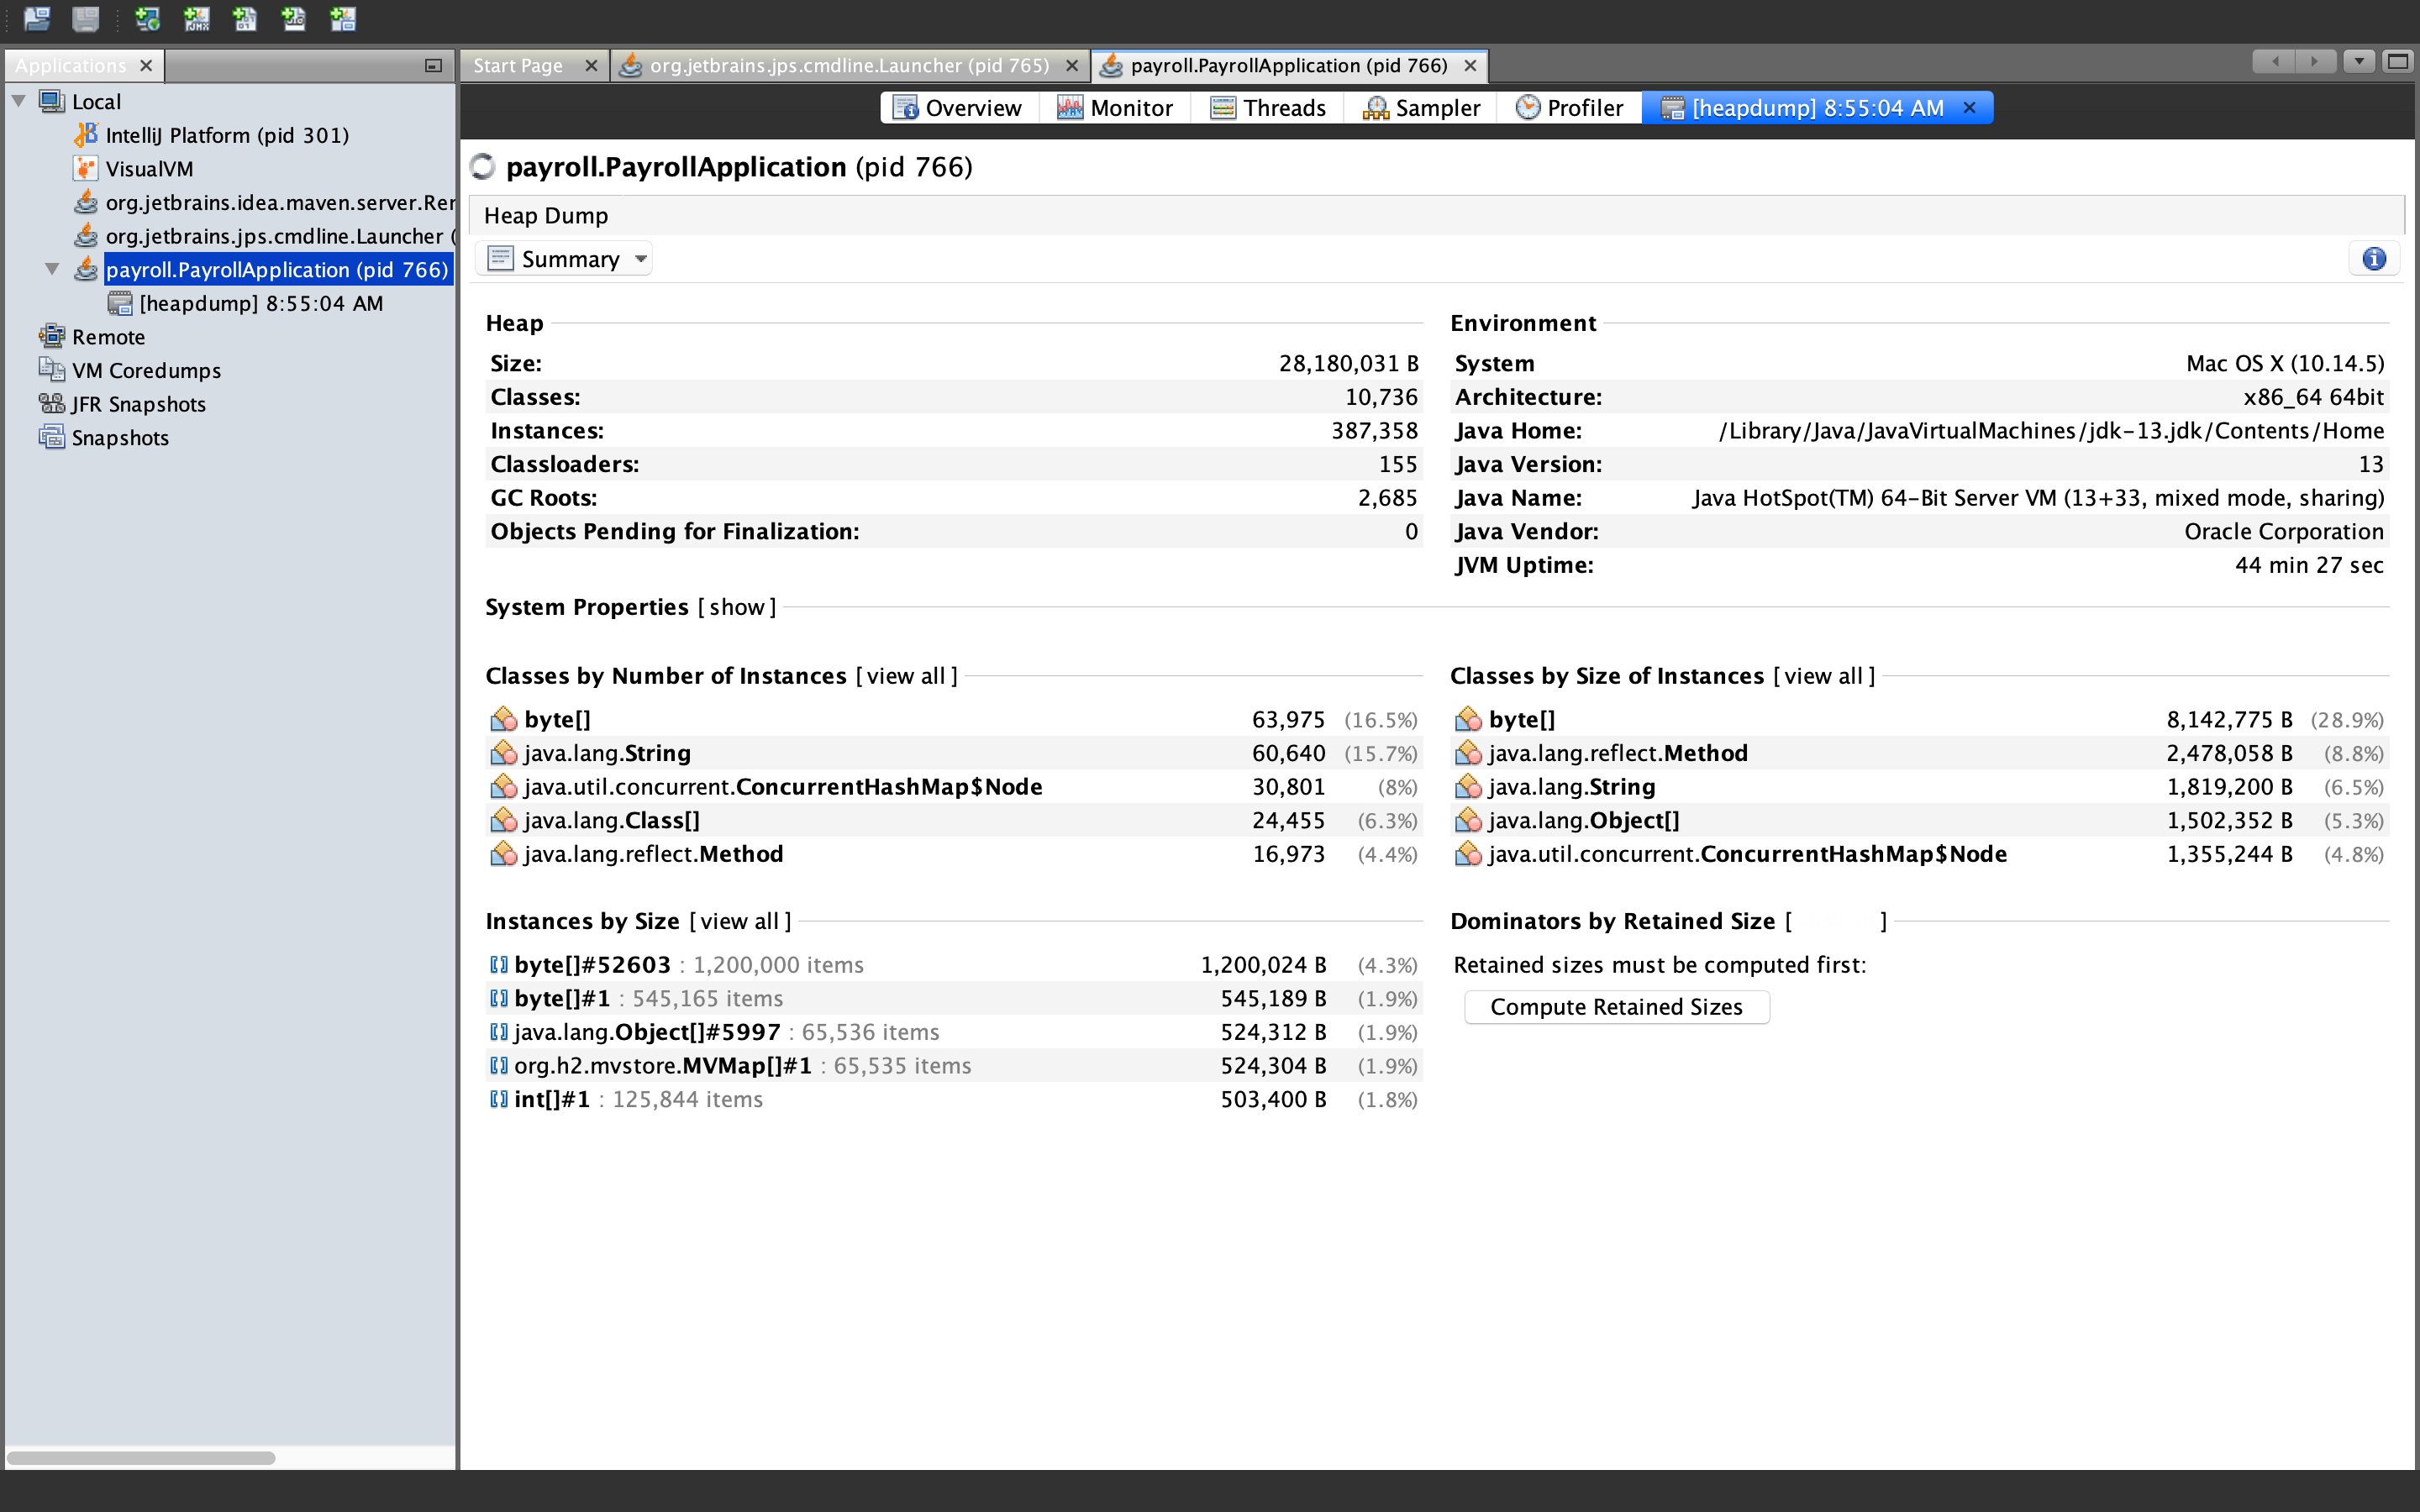 Applications
Start Page
org.jetbrains.jps.cmdline.Launcher (pid 765)
payroll.PayrollApplication (pid 766)
Local
IntelliJ Platform (pid 301)
VisualVM
org.jetbrains.idea.maven.server.Rer
org.jetbrains.jps.cmdline.Launcher (
payroll.PayrollApplication (pid 766)
[heapdump] 8:55:04 AM
Remote
VM Coredumps
JFR Snapshots
Snapshots
Overview Monitor Threads Sampler Profiler [heapdump] 8:55:04 AM
payroll.PayrollApplication (pid 766)
Heap Dump
Summary
Heap
Size: 28,180,031 B
Classes: 10,736
Instances: 387,358
Classloaders: 155
GC Roots: 2,685
Objects Pending for Finalization: 0
Environment
System Mac OS X (10.14.5)
Architecture: x86_64 64bit
Java Home: /Library/Java/JavaVirtualMachines/jdk-13.jdk/Contents/Home
Java Version: 13
Java Name: Java HotSpot(TM) 64-Bit Server VM (13+33, mixed mode, sharing)
Java Vendor: Oracle Corporation
JVM Uptime: 44 min 27 sec
System Properties [show]
Classes by Number of Instances [view all]
byte[] 63,975 (16.5%)
java.lang.String 60,640 (15.7%)
java.util.concurrent.ConcurrentHashMap$Node 30,801 (8%)
java.lang.Class[] 24,455 (6.3%)
java.lang.reflect.Method 16,973 (4.4%)
Classes by Size of Instances [view all]
byte[] 8,142,775 B (28.9%)
java.lang.reflect.Method 2,478,058 B (8.8%)
java.lang.String 1,819,200 B (6.5%)
java.lang.Object[] 1,502,352 B (5.3%)
java.util.concurrent.ConcurrentHashMap$Node 1,355,244 B (4.8%)
Instances by Size [view all]
byte[]#52603 : 1,200,000 items 1,200,024 B (4.3%)
byte[]#1 : 545,165 items 545,189 B (1.9%)
java.lang.Object[]#5997 : 65,536 items 524,312 B (1.9%)
org.h2.mvstore.MVMap[]#1 : 65,535 items 524,304 B (1.9%)
int[]#1 : 125,844 items 503,400 B (1.8%)
Dominators by Retained Size [ ]
Retained sizes must be computed first:
Compute Retained Sizes